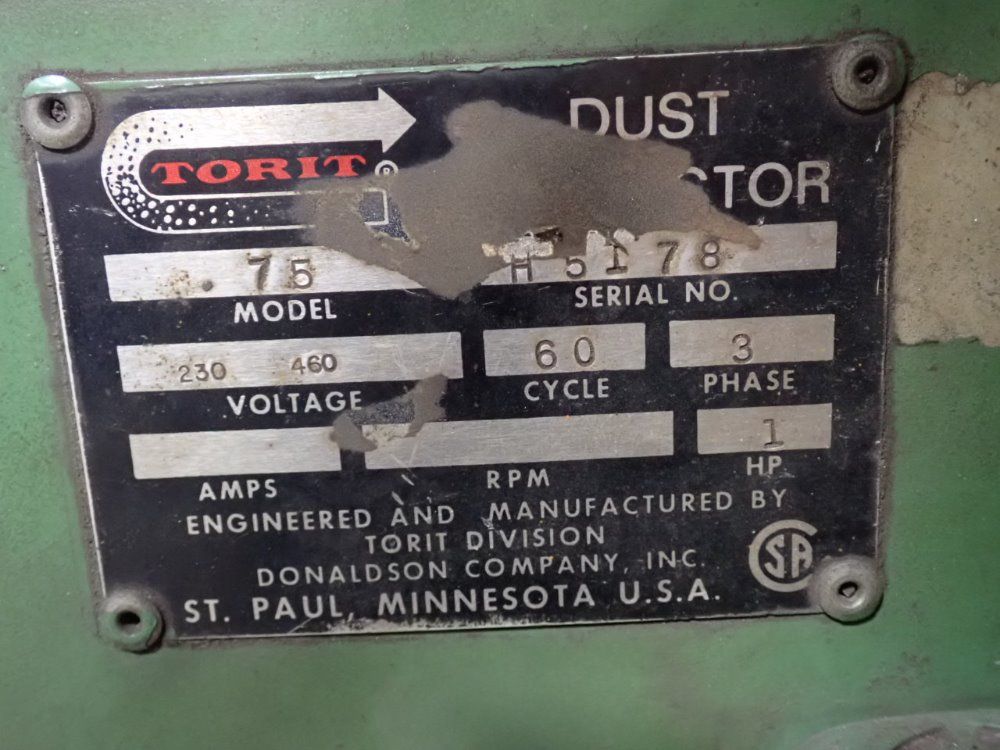 TORIT®
DUST
CTOR
.75
H5178
MODEL
SERIAL NO.
230 460
60
3
VOLTAGE
CYCLE
PHASE
1
AMPS
RPM
HP
ENGINEERED AND MANUFACTURED BY
TORIT DIVISION
DONALDSON COMPANY, INC.
ST. PAUL, MINNESOTA U.S.A.
SA